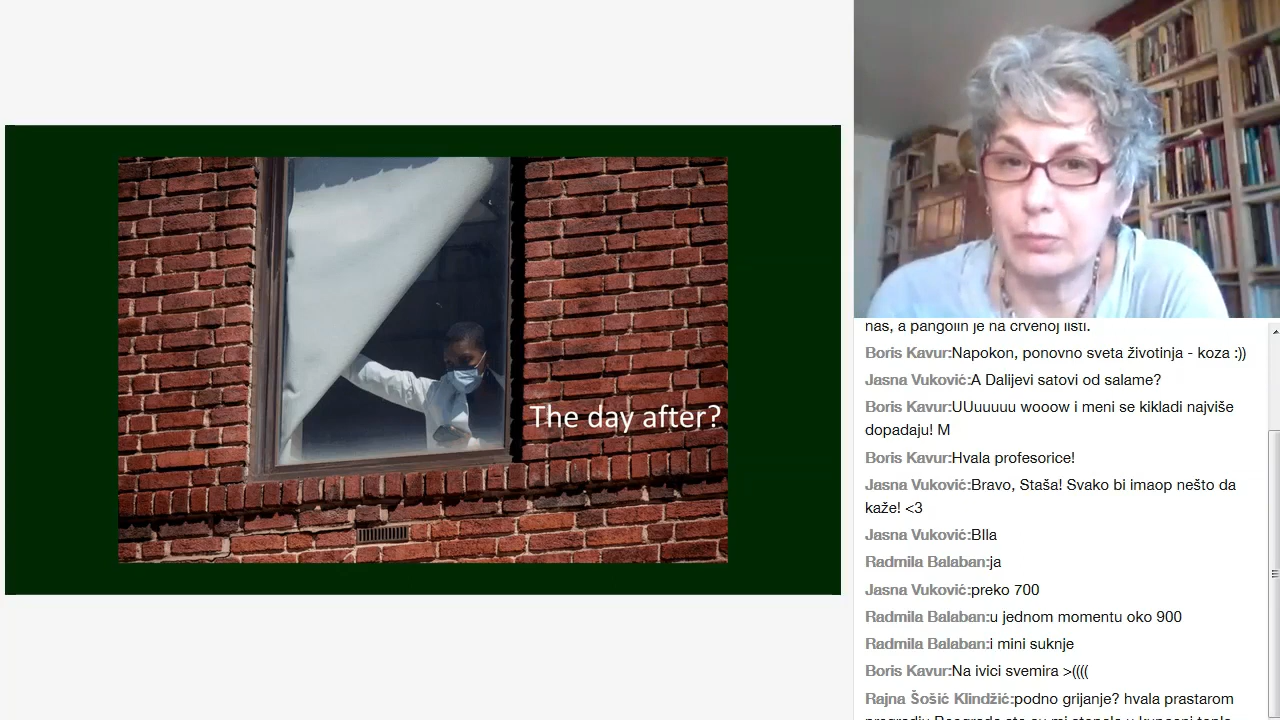 The day after?
nas, a pangolin je na crvenoj listi.
Boris Kavur:Napokon, ponovno sveta životinja - koza :))
Jasna Vuković:A Dalijevi satovi od salame?
Boris Kavur:UUuuuuu wooow i meni se kikladi najviše
dopadaju! M
Boris Kavur:Hvala profesorice!
Jasna Vuković:Bravo, Staša! Svako bi imaop nešto da
kaže! <3
Jasna Vuković:Blla
Radmila Balaban:ja
Jasna Vuković:preko 700
Radmila Balaban:u jednom momentu oko 900
Radmila Balaban:i mini suknje
Boris Kavur:Na ivici svemira >((((
Rajna Šošić Klindžić:podno grijanje? hvala prastarom